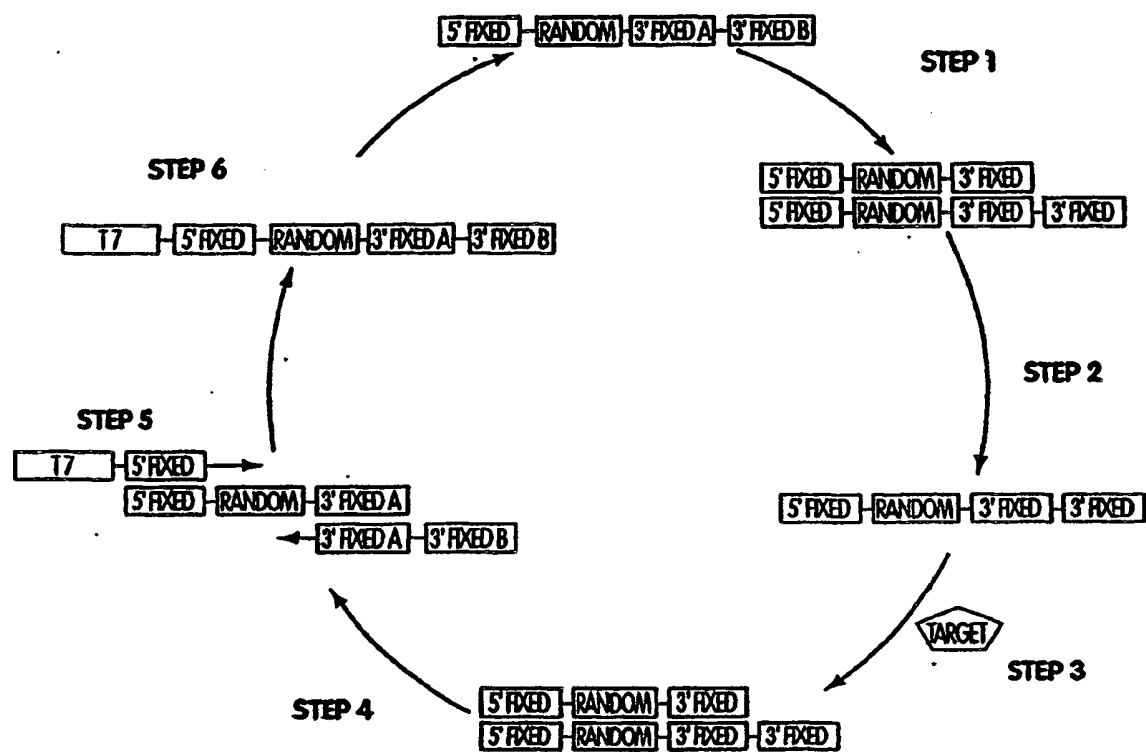 5' FIXED RANDOM 3' FIXED A 3' FIXED B
STEP 1
5' FIXED RANDOM 3' FIXED
5' FIXED RANDOM 3' FIXED 3' FIXED
STEP 2
5' FIXED RANDOM 3' FIXED 3' FIXED
TARGET
STEP 3
5' FIXED RANDOM 3' FIXED
5' FIXED RANDOM 3' FIXED 3' FIXED
STEP 4
STEP 5
T7 5' FIXED
5' FIXED RANDOM 3' FIXED A
3' FIXED A 3' FIXED B
STEP 6
T7 5' FIXED RANDOM 3' FIXED A 3' FIXED B